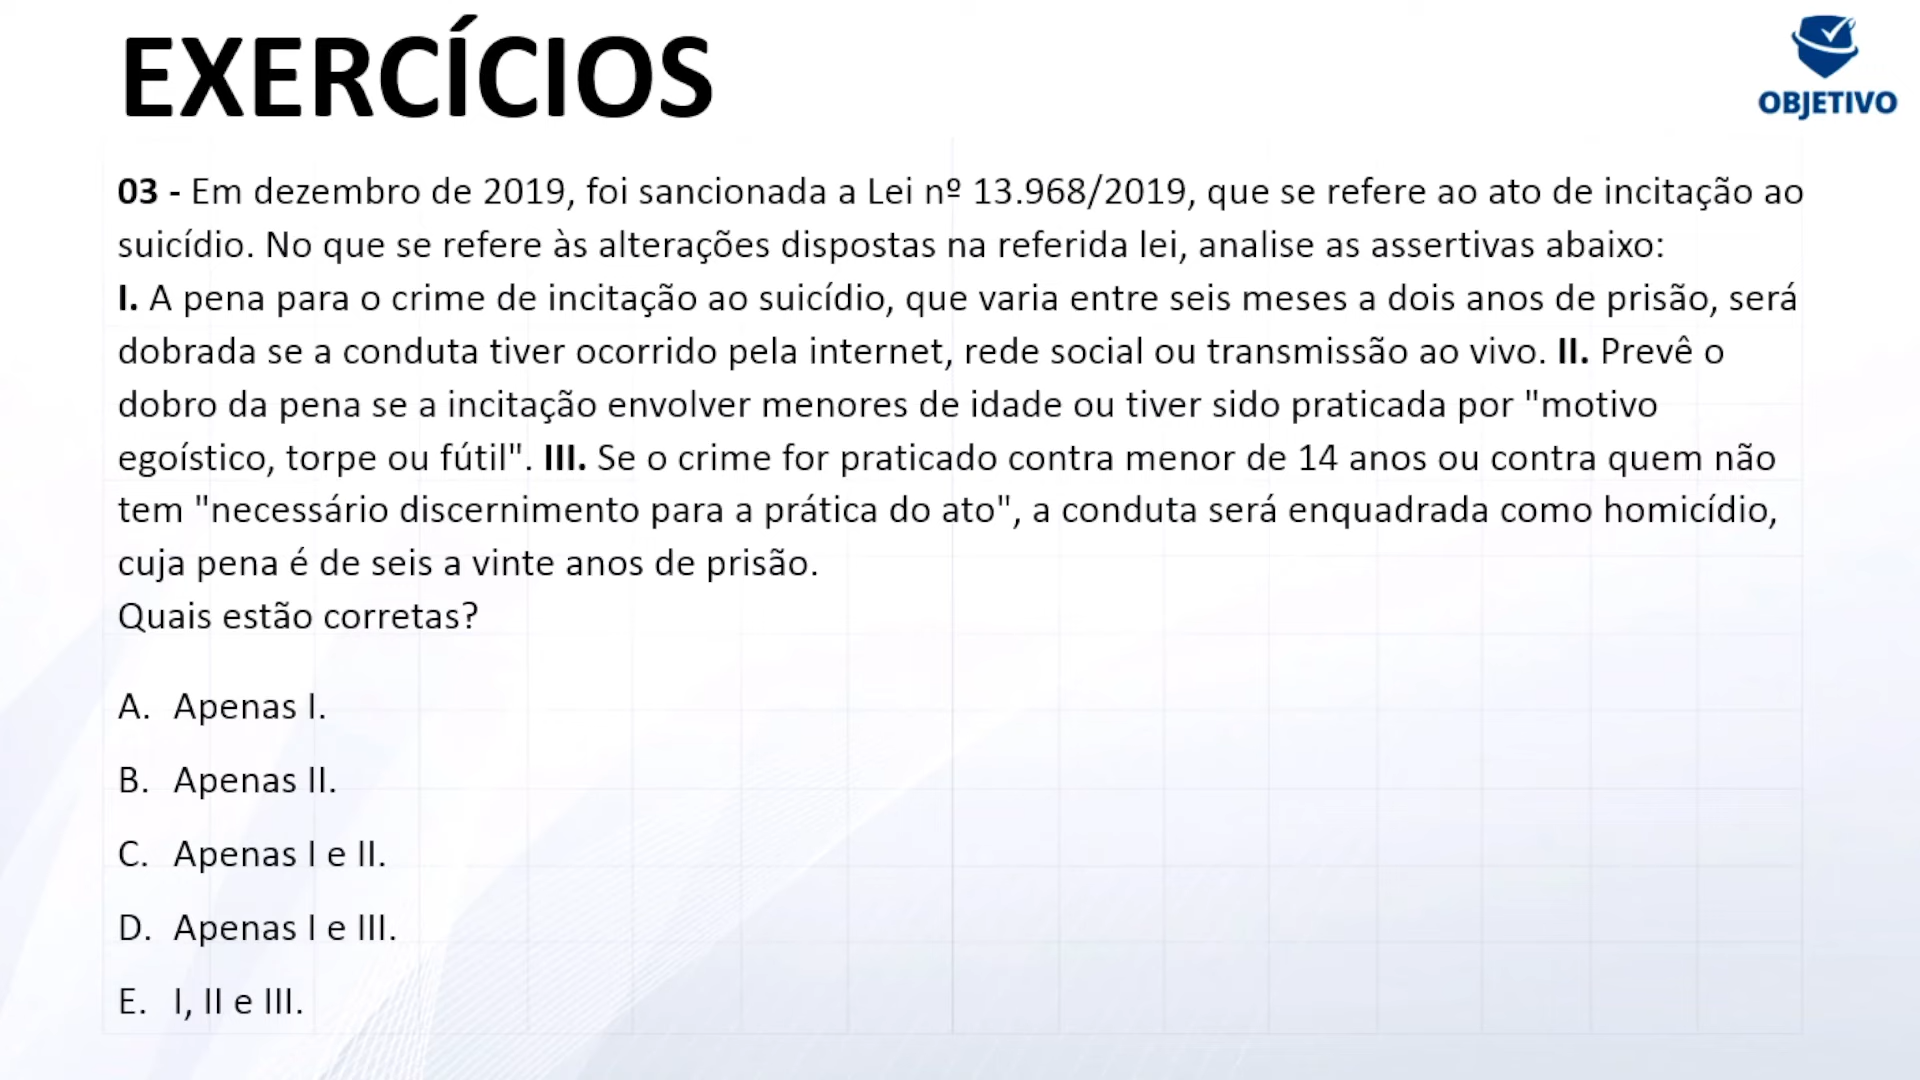 EXERCÍCIOS
OBJETIVO
03 - Em dezembro de 2019, foi sancionada a Lei nº 13.968/2019, que se refere ao ato de incitação ao
suicídio. No que se refere às alterações dispostas na referida lei, analise as assertivas abaixo:
I. A pena para o crime de incitação ao suicídio, que varia entre seis meses a dois anos de prisão, será
dobrada se a conduta tiver ocorrido pela internet, rede social ou transmissão ao vivo. II. Prevê o
dobro da pena se a incitação envolver menores de idade ou tiver sido praticada por "motivo
egoístico, torpe ou fútil". III. Se o crime for praticado contra menor de 14 anos ou contra quem não
tem "necessário discernimento para a prática do ato", a conduta será enquadrada como homicídio,
cuja pena é de seis a vinte anos de prisão.
Quais estão corretas?
A. Apenas I.
B. Apenas II.
C. Apenas I e II.
D. Apenas I e III.
E. I, II e III.